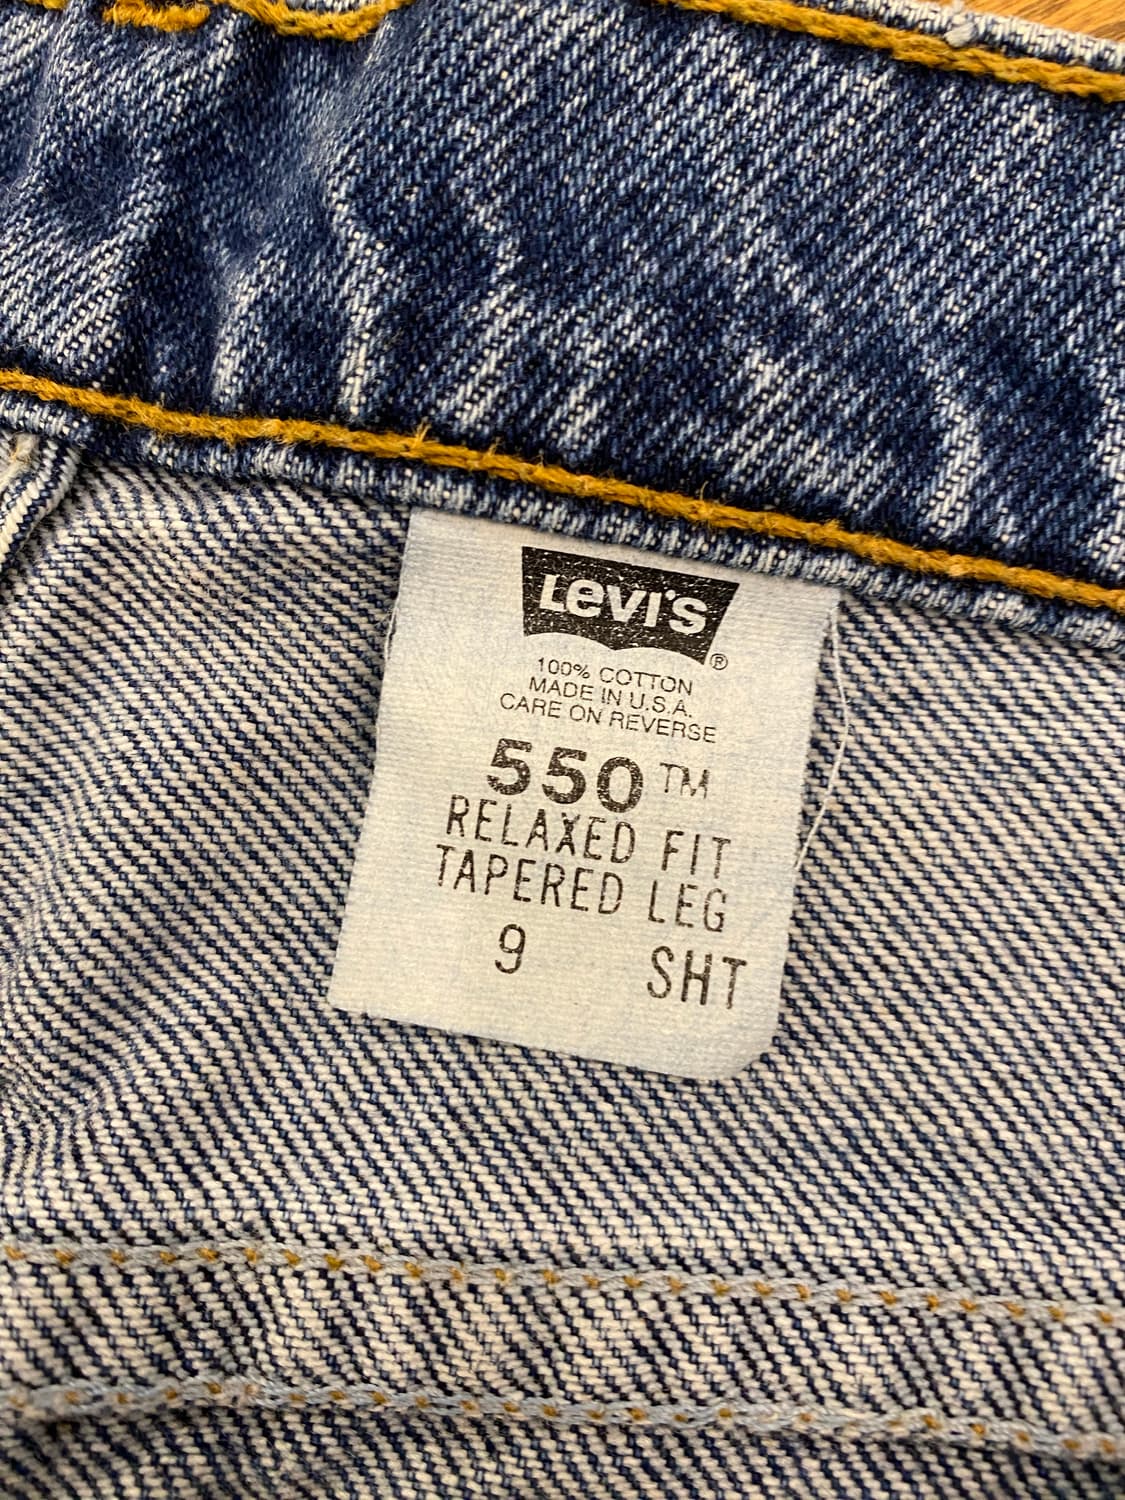 LEVI'S®
100% COTTON
MADE IN U.S.A.
CARE ON REVERSE
550™
RELAXED FIT
TAPERED LEG
9 SHT